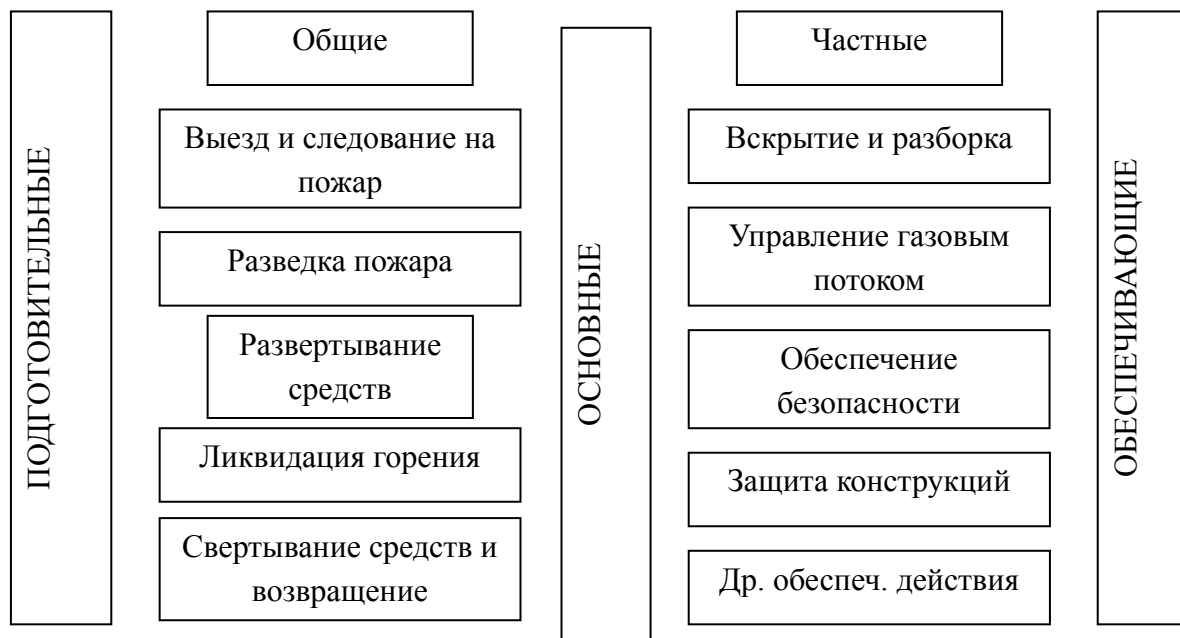 ПОДГОТОВИТЕЛЬНЫЕ
Общие
Выезд и следование на
пожар
Разведка пожара
Развертывание
средств
Ликвидация горения
Свертывание средств и
возвращение
ОСНОВНЫЕ
Частные
Вскрытие и разборка
Управление газовым
потоком
Обеспечение
безопасности
Защита конструкций
Др. обеспеч. действия
ОБЕСПЕЧИВАЮЩИЕ